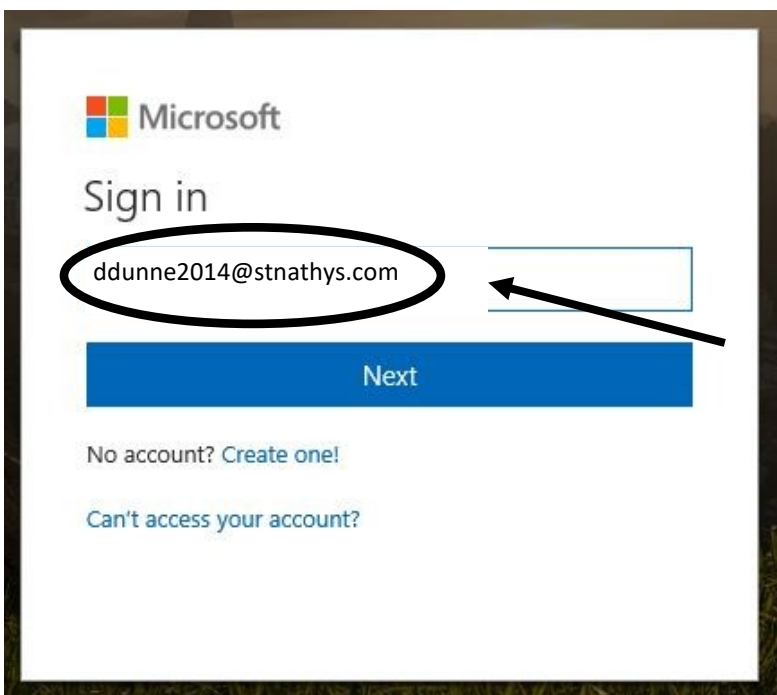 Microsoft
Sign in
ddunne2014@stnathys.com
Next
No account? Create one!
Can't access your account?